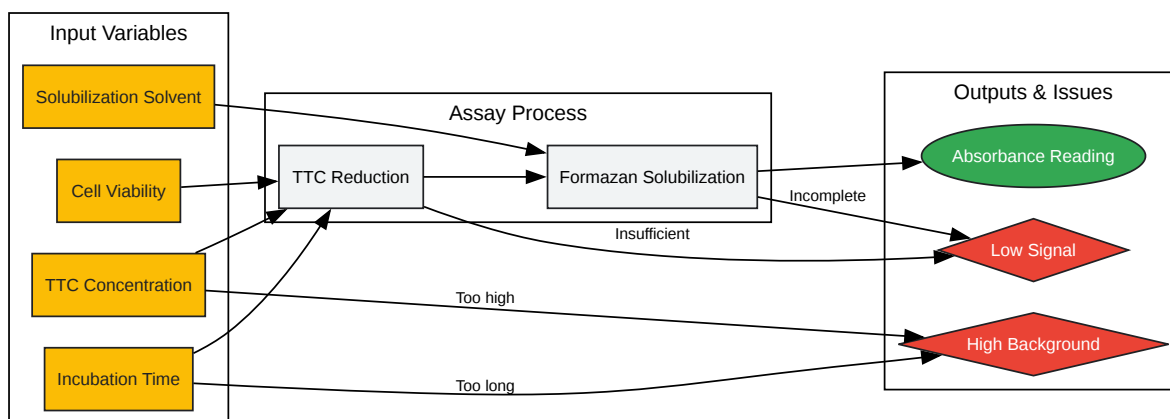 Input Variables
Solubilization Solvent
Cell Viability
TTC Concentration
Incubation Time
Assay Process
TTC Reduction
Formazan Solubilization
Insufficient
Too high
Too long
Incomplete
Outputs & Issues
Absorbance Reading
Low Signal
High Background